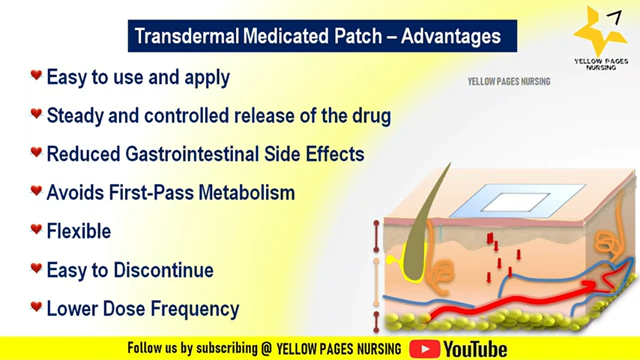 Transdermal Medicated Patch – Advantages
YELLOW PAGES
NURSING
YELLOW PAGES NURSING
Easy to use and apply
Steady and controlled release of the drug
Reduced Gastrointestinal Side Effects
Avoids First-Pass Metabolism
Flexible
Easy to Discontinue
Lower Dose Frequency
Follow us by subscribing @ YELLOW PAGES NURSING YouTube